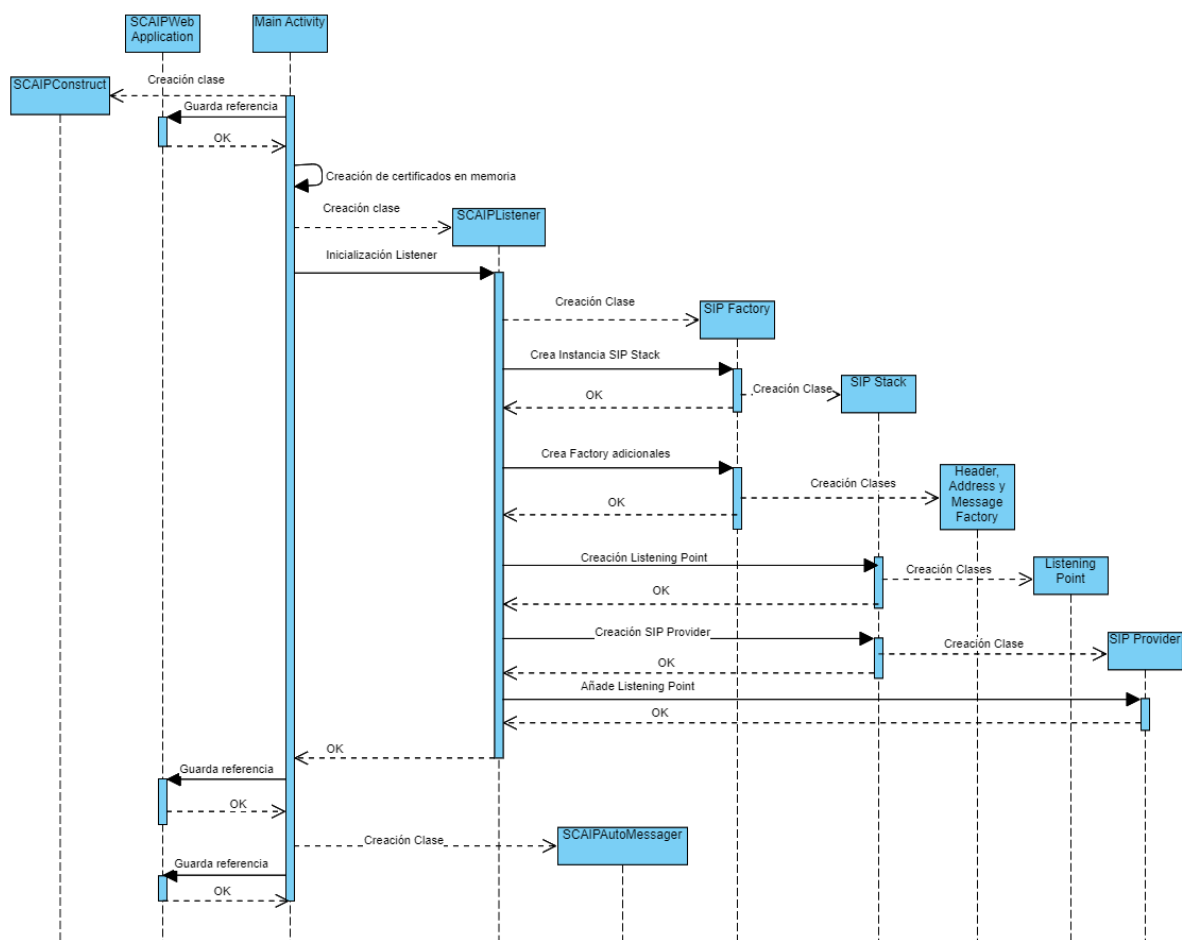 SCAIPWeb
Application
Main Activity
SCAIPConstruct
Creación clase
Guarda referencia
OK
Creación de certificados en memoria
Creación clase
SCAIPListener
Inicialización Listener
Creación Clase
SIP Factory
Crea Instancia SIP Stack
Creación Clase
SIP Stack
OK
Crea Factory adicionales
Creación Clases
Header,
Address y
Message
Factory
OK
Creación Listening Point
Creación Clases
Listening
Point
OK
Creación SIP Provider
Creación Clase
SIP Provider
OK
Añade Listening Point
OK
OK
Guarda referencia
OK
Creación Clase
SCAIPAutoMessager
Guarda referencia
OK